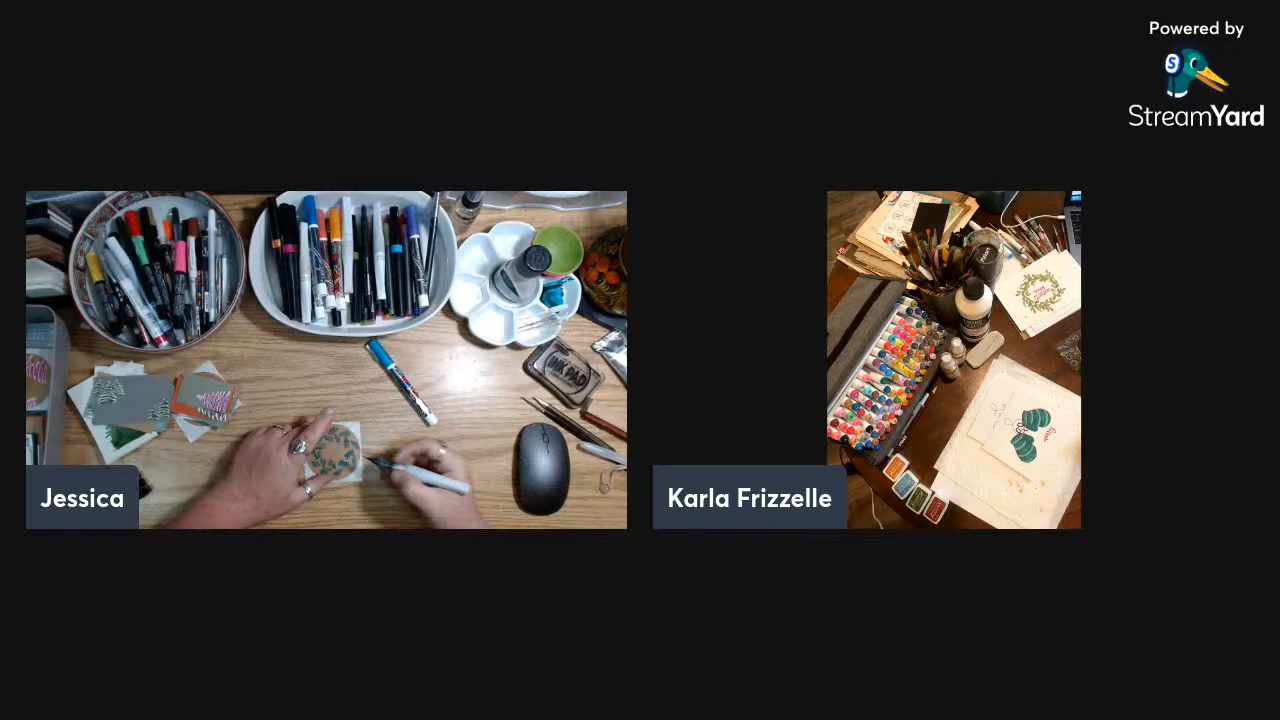 Powered by
S
StreamYard
INK PAD
Jessica
Karla Frizzelle